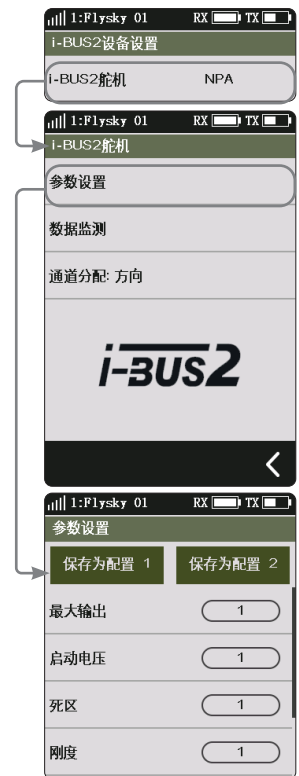 1:Flysky 01 RX TX
i-BUS2设备设置
i-BUS2舵机 NPA
1:Flysky 01 RX TX
i-BUS2舵机
参数设置
数据监测
通道分配: 方向
i-BUS2
1:Flysky 01 RX TX
参数设置
保存为配置 1 保存为配置 2
最大输出 1
启动电压 1
死区 1
刚度 1